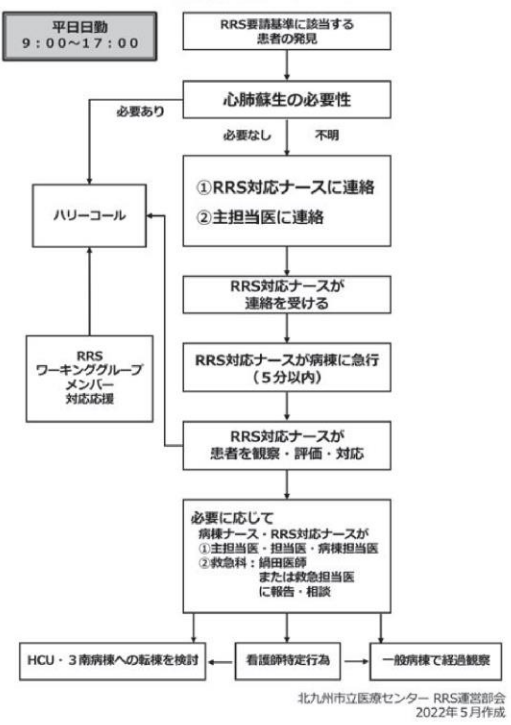 平日日勤
9：00～17：00
RRS要請基準に該当する
患者の発見
心肺蘇生の必要性
必要あり
必要なし
不明
①RRS対応ナースに連絡
②主担当医に連絡
ハリーコール
RRS対応ナースが
連絡を受ける
RRS
ワーキンググループ
メンバー
対応応援
RRS対応ナースが病棟に急行
（5分以内）
RRS対応ナースが
患者を観察・評価・対応
必要に応じて
病棟ナース・RRS対応ナースが
①主担当医・担当医・病棟担当医
②救急科：鍋田医師
または救急担当医
に報告・相談
HCU・3南病棟への転棟を検討
看護師特定行為
一般病棟で経過観察
北九州市立医療センター RRS運営部会
2022年5月作成